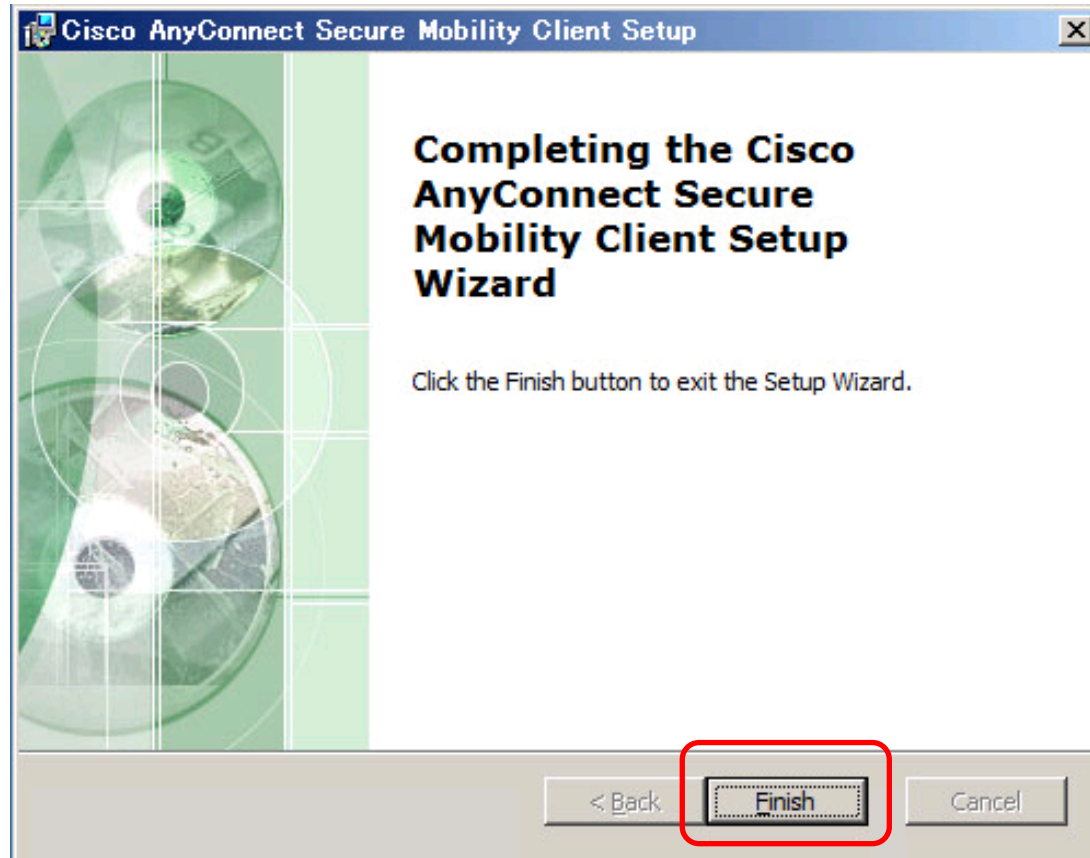 Cisco AnyConnect Secure Mobility Client Setup
Completing the Cisco
AnyConnect Secure
Mobility Client Setup
Wizard
Click the Finish button to exit the Setup Wizard.
< Back
Finish
Cancel